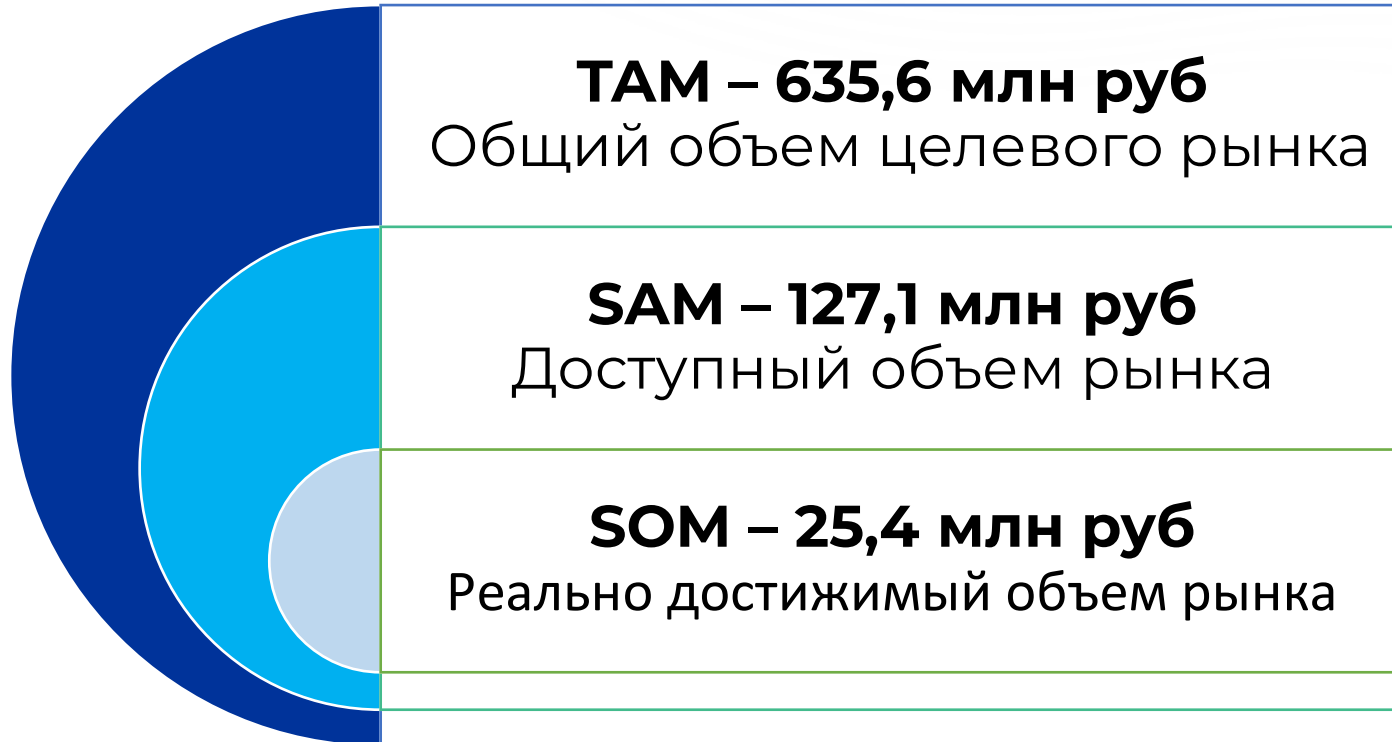 TAM – 635,6 млн руб
Общий объем целевого рынка
SAM – 127,1 млн руб
Доступный объем рынка
SOM – 25,4 млн руб
Реально достижимый объем рынка